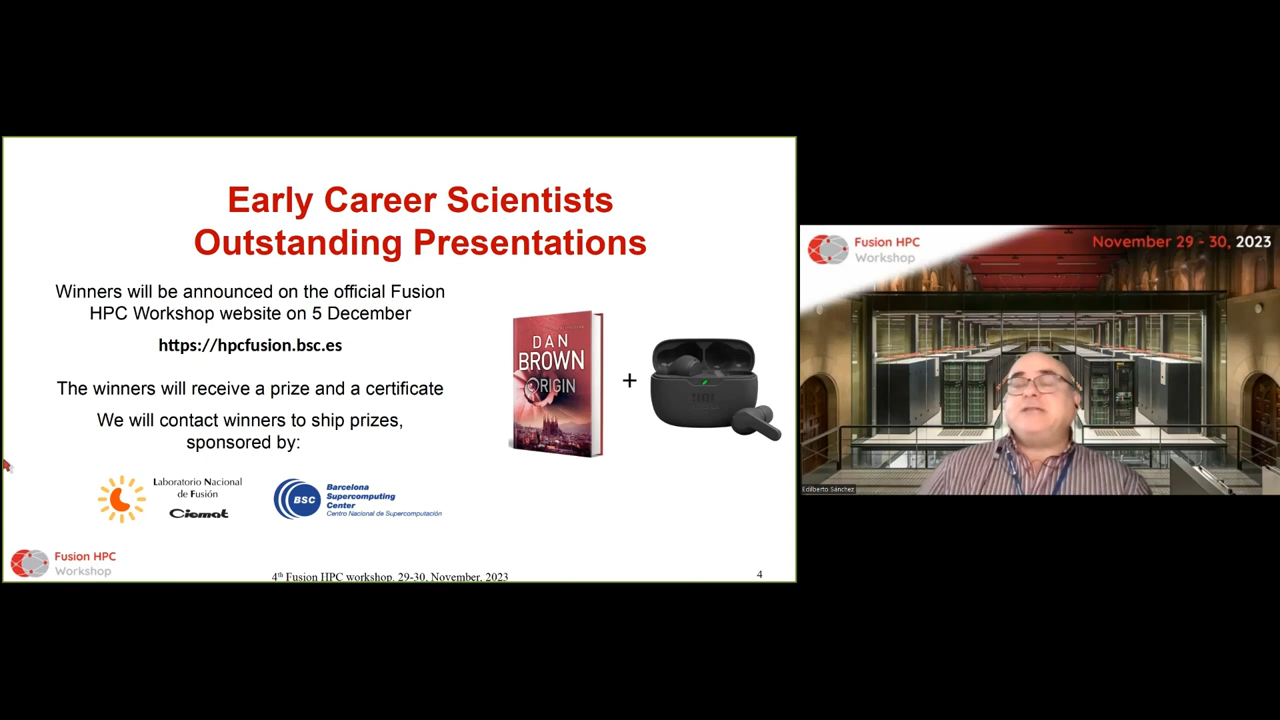 Early Career Scientists
Outstanding Presentations
Winners will be announced on the official Fusion
HPC Workshop website on 5 December
https://hpcfusion.bsc.es
The winners will receive a prize and a certificate
We will contact winners to ship prizes,
sponsored by:
Laboratorio Nacional
de Fusión
Ciemat
BSC
Barcelona
Supercomputing
Center
Centro Nacional de Supercomputación
DAN
BROWN
ORIGIN
+
JBL
Fusion HPC
Workshop
4th Fusion HPC workshop, 29-30, November, 2023
4
Fusion HPC
Workshop
November 29 - 30, 2023
Edilberto Sánchez